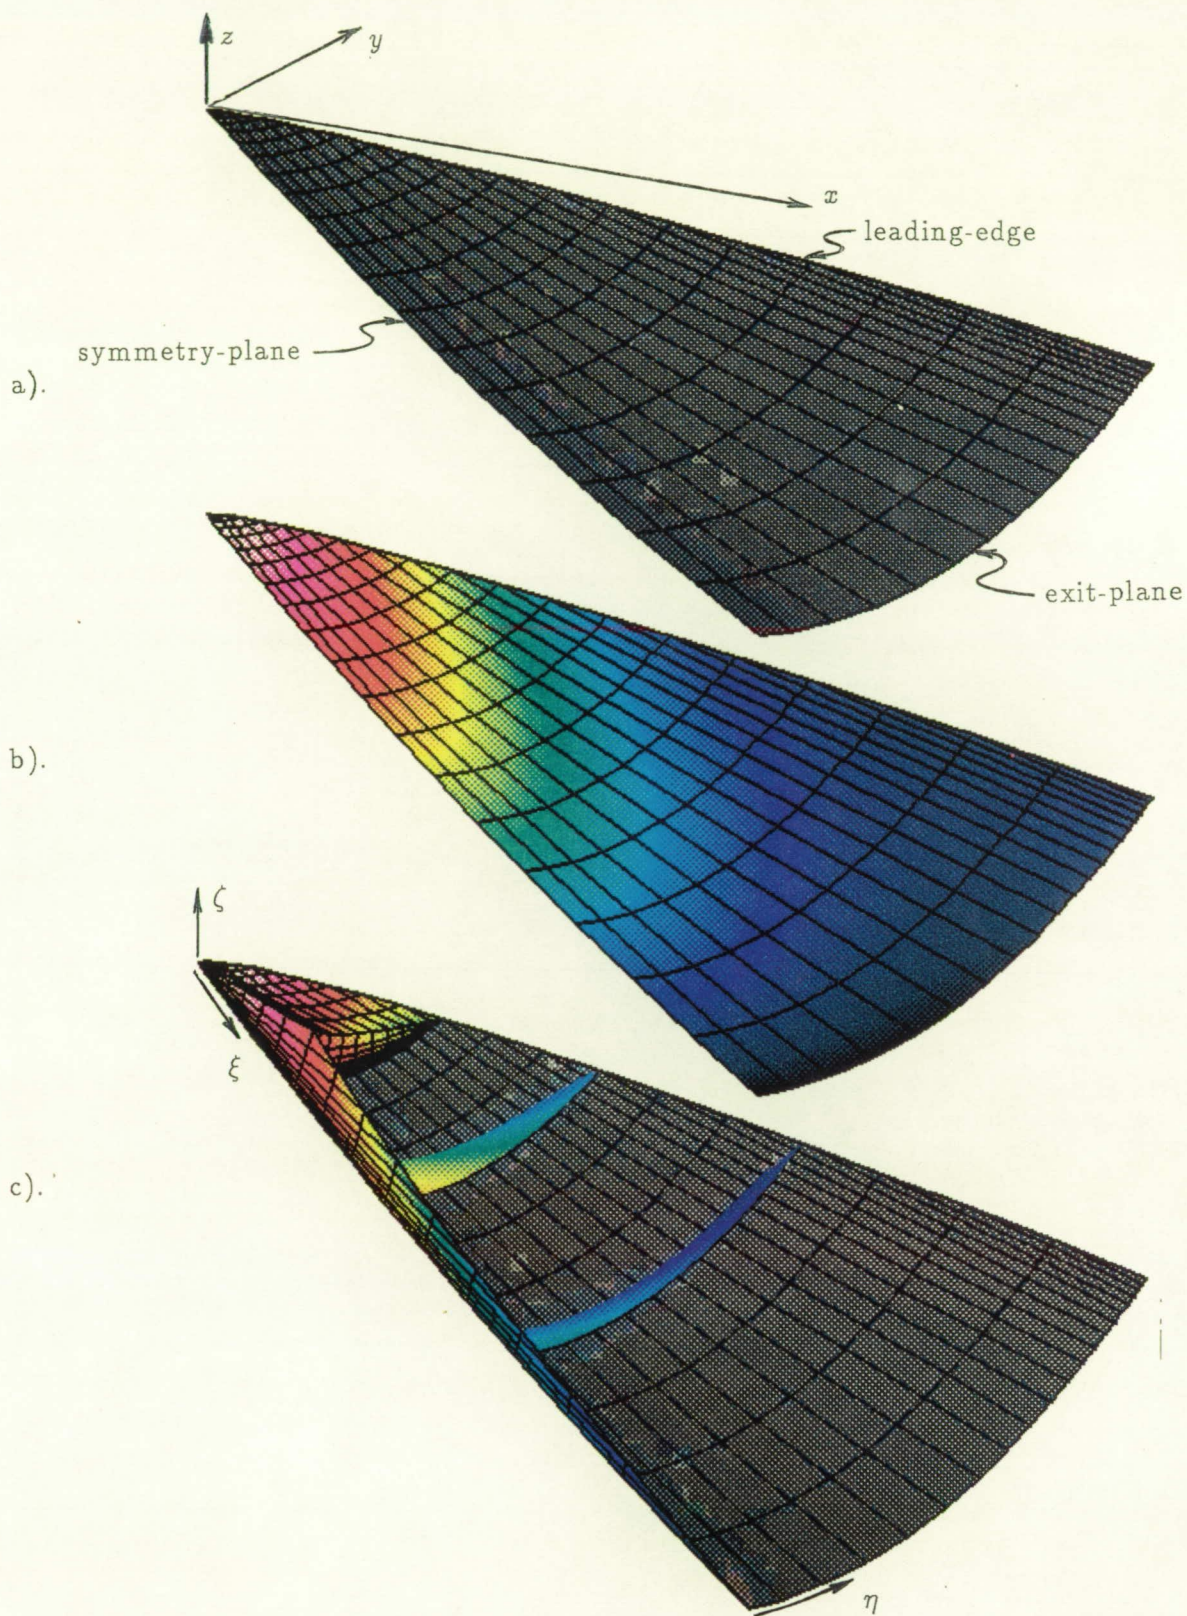 z
y
x
leading-edge
symmetry-plane
a).
exit-plane
b).
ζ
ξ
c).
η